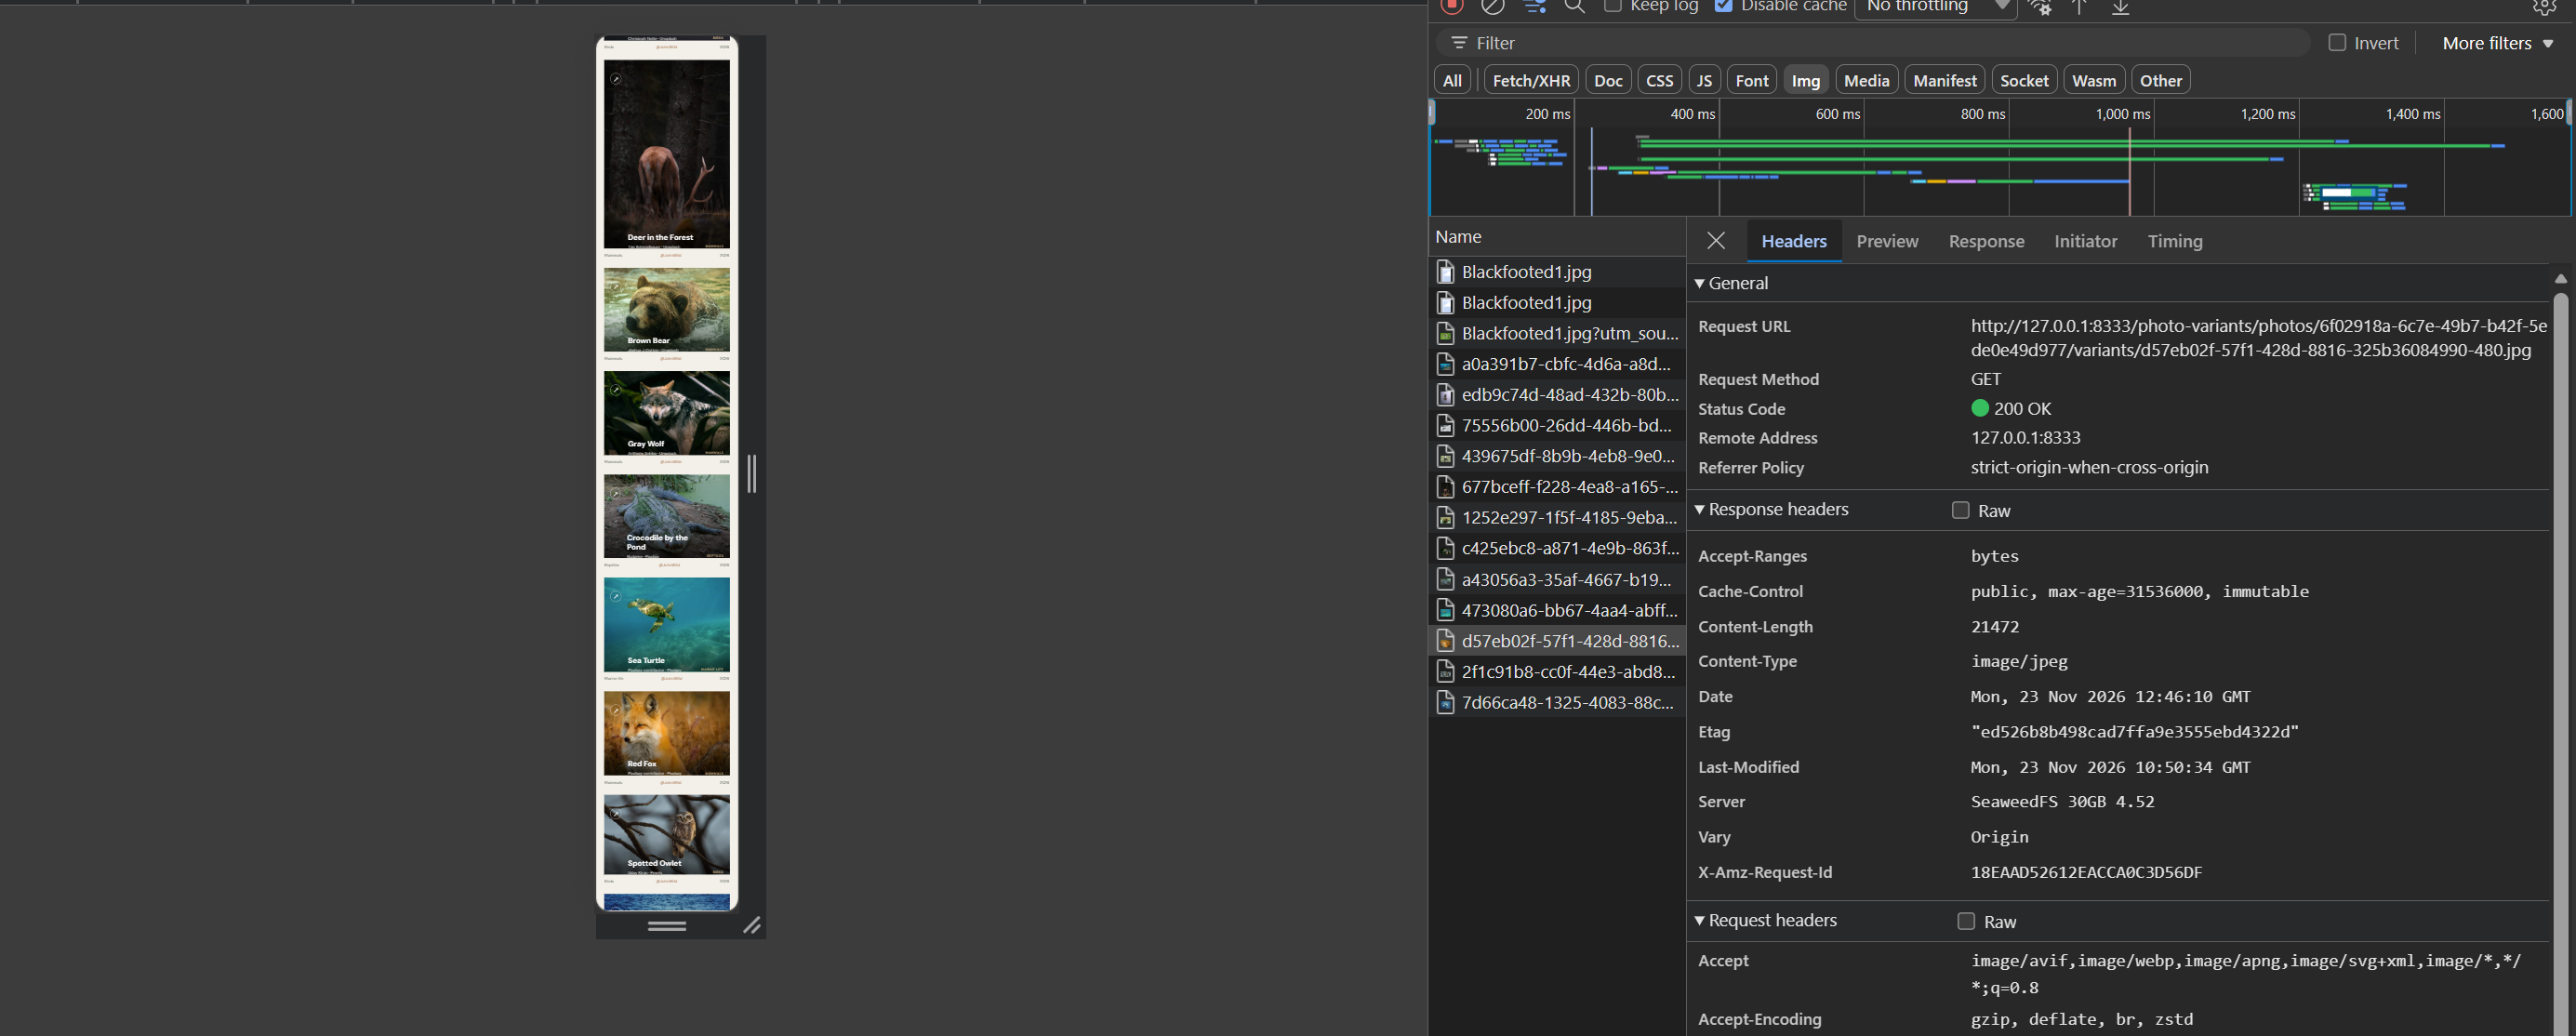 Keep log
Disable cache
No throttling
Filter
Invert
More filters
All
Fetch/XHR
Doc
CSS
JS
Font
Img
Media
Manifest
Socket
Wasm
Other
200 ms
400 ms
600 ms
800 ms
1,000 ms
1,200 ms
1,400 ms
1,600
Name
Blackfooted1.jpg
Blackfooted1.jpg
Blackfooted1.jpg?utm_sou...
a0a391b7-cbfc-4d6a-a8d...
edb9c74d-48ad-432b-80b...
75556b00-26dd-446b-bd...
439675df-8b9b-4eb8-9e0...
677bceff-f228-4ea8-a165-...
1252e297-1f5f-4185-9eba...
c425ebc8-a871-4e9b-863f...
a43056a3-35af-4667-b19...
473080a6-bb67-4aa4-abff...
d57eb02f-57f1-428d-8816...
2f1c91b8-cc0f-44e3-abd8...
7d66ca48-1325-4083-88c...
Headers
Preview
Response
Initiator
Timing
General
Request URL
http://127.0.0.1:8333/photo-variants/photos/6f02918a-6c7e-49b7-b42f-5e
de0e49d977/variants/d57eb02f-57f1-428d-8816-325b36084990-480.jpg
Request Method
GET
Status Code
200 OK
Remote Address
127.0.0.1:8333
Referrer Policy
strict-origin-when-cross-origin
Response headers
Raw
Accept-Ranges
bytes
Cache-Control
public, max-age=31536000, immutable
Content-Length
21472
Content-Type
image/jpeg
Date
Mon, 23 Nov 2026 12:46:10 GMT
Etag
"ed526b8b498cad7ffa9e3555ebd4322d"
Last-Modified
Mon, 23 Nov 2026 10:50:34 GMT
Server
SeaweedFS 30GB 4.52
Vary
Origin
X-Amz-Request-Id
18EAAD52612EACCA0C3D56DF
Request headers
Raw
Accept
image/avif,image/webp,image/apng,image/svg+xml,image/*,*/
*;q=0.8
Accept-Encoding
gzip, deflate, br, zstd
Deer in the Forest
Brown Bear
Gray Wolf
Crocodile by the
Pond
Sea Turtle
Red Fox
Spotted Owlet